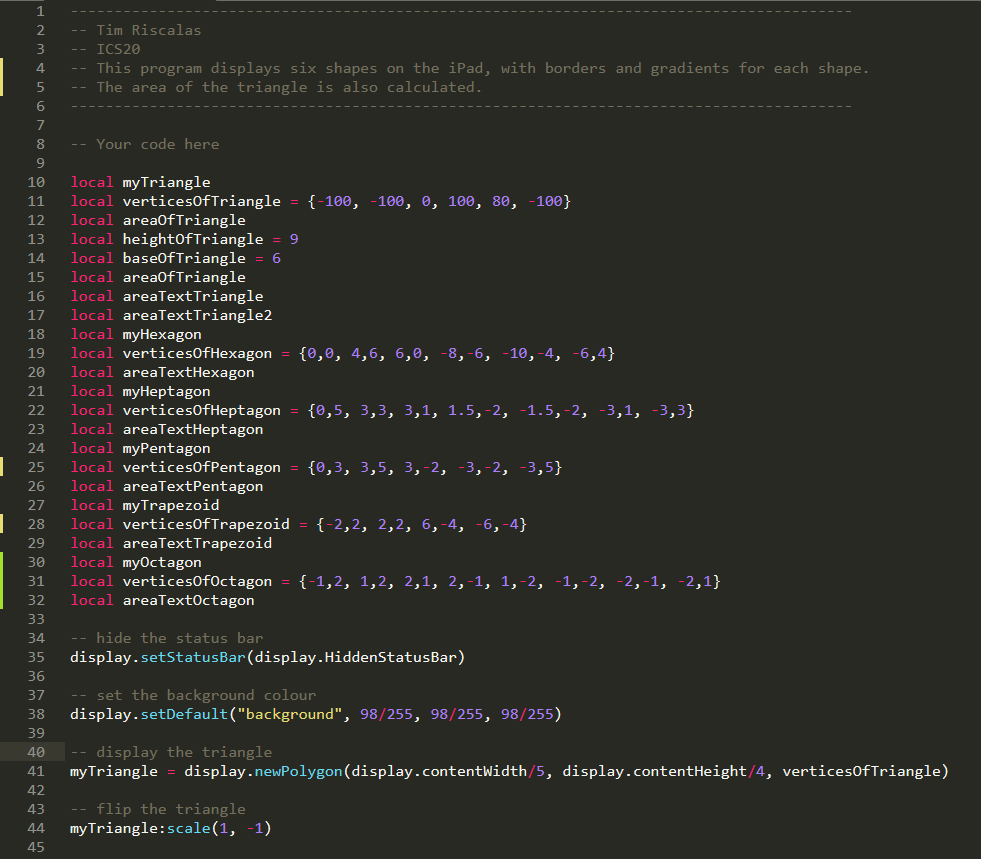 1 -----------------------------------------------------------------------------------------
2 -- Tim Riscalas
3 -- ICS20
4 -- This program displays six shapes on the iPad, with borders and gradients for each shape.
5 -- The area of the triangle is also calculated.
6 -----------------------------------------------------------------------------------------
7
8 -- Your code here
9
10 local myTriangle
11 local verticesOfTriangle = {-100, -100, 0, 100, 80, -100}
12 local areaOfTriangle
13 local heightOfTriangle = 9
14 local baseOfTriangle = 6
15 local areaOfTriangle
16 local areaTextTriangle
17 local areaTextTriangle2
18 local myHexagon
19 local verticesOfHexagon = {0,0, 4,6, 6,0, -8,-6, -10,-4, -6,4}
20 local areaTextHexagon
21 local myHeptagon
22 local verticesOfHeptagon = {0,5, 3,3, 3,1, 1.5,-2, -1.5,-2, -3,1, -3,3}
23 local areaTextHeptagon
24 local myPentagon
25 local verticesOfPentagon = {0,3, 3,5, 3,-2, -3,-2, -3,5}
26 local areaTextPentagon
27 local myTrapezoid
28 local verticesOfTrapezoid = {-2,2, 2,2, 6,-4, -6,-4}
29 local areaTextTrapezoid
30 local myOctagon
31 local verticesOfOctagon = {-1,2, 1,2, 2,1, 2,-1, 1,-2, -1,-2, -2,-1, -2,1}
32 local areaTextOctagon
33
34 -- hide the status bar
35 display.setStatusBar(display.HiddenStatusBar)
36
37 -- set the background colour
38 display.setDefault("background", 98/255, 98/255, 98/255)
39
40 -- display the triangle
41 myTriangle = display.newPolygon(display.contentWidth/5, display.contentHeight/4, verticesOfTriangle)
42
43 -- flip the triangle
44 myTriangle:scale(1, -1)
45